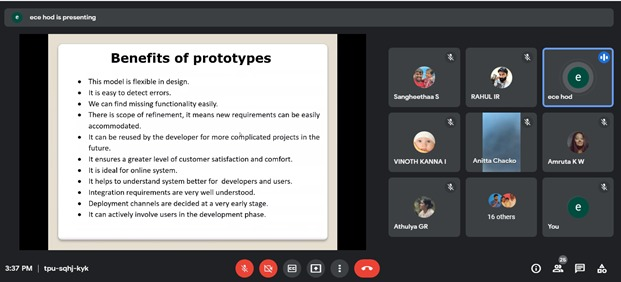 e ece hod is presenting
Benefits of prototypes
This model is flexible in design.
It is easy to detect errors.
We can find missing functionality easily.
There is scope of refinement, it means new requirements can be easily
accommodated.
It can be reused by the developer for more complicated projects in the
future.
It ensures a greater level of customer satisfaction and comfort.
It is ideal for online system.
It helps to understand system better for developers and users.
Integration requirements are very well understood.
Deployment channels are decided at a very early stage.
It can actively involve users in the development phase.
Sangheethaa S
RAHUL IR
e
ece hod
VINOTH KANNA I
Anitta Chacko
Amruta K W
Athulya GR
16 others
e
You
3:37 PM | tpu-sqhj-kyk
26